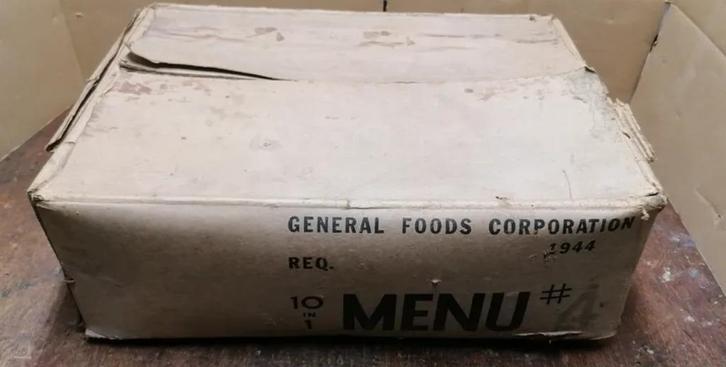 GENERAL FOODS CORPORATION
1944
REQ.
10
IN
1
MENU #4